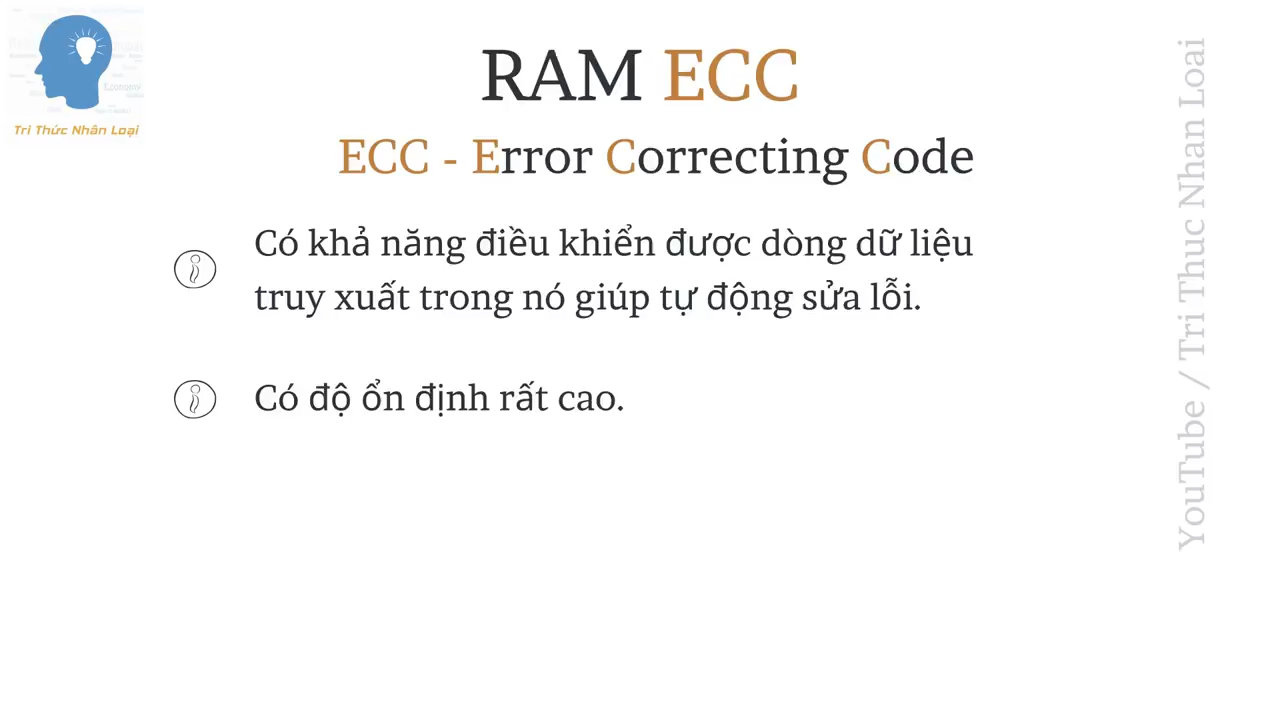 RAM ECC
ECC - Error Correcting Code
Có khả năng điều khiển được dòng dữ liệu
truy xuất trong nó giúp tự động sửa lỗi.
Có độ ổn định rất cao.
Tri Thức Nhân Loại
YouTube / Tri Thuc Nhan Loai